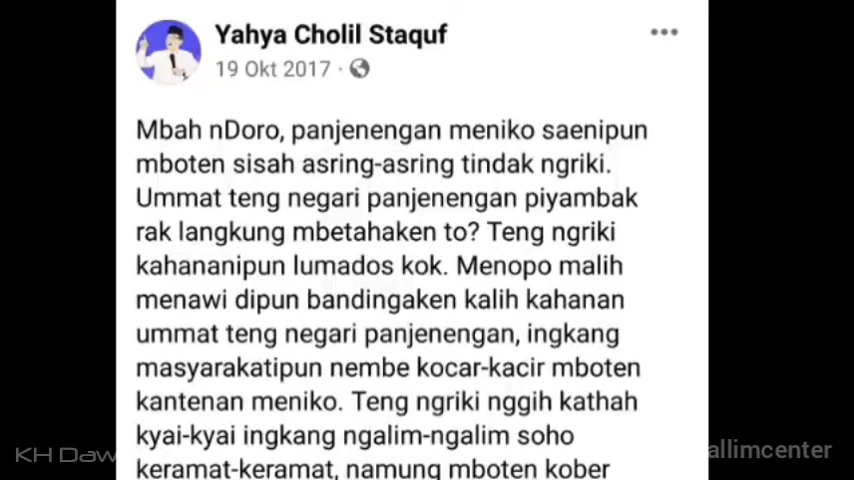 Yahya Cholil Staquf
19 Okt 2017 ·
Mbah nDoro, panjenengan meniko saenipun
mboten sisah asring-asring tindak ngriki.
Ummat teng negari panjenengan piyambak
rak langkung mbetahaken to? Teng ngriki
kahananipun lumados kok. Menopo malih
menawi dipun bandingaken kalih kahanan
ummat teng negari panjenengan, ingkang
masyarakatipun nembe kocar-kacir mboten
kantenan meniko. Teng ngriki nggih kathah
kyai-kyai ingkang ngalim-ngalim soho
keramat-keramat, namung mboten kober
KH Daw
allimcenter